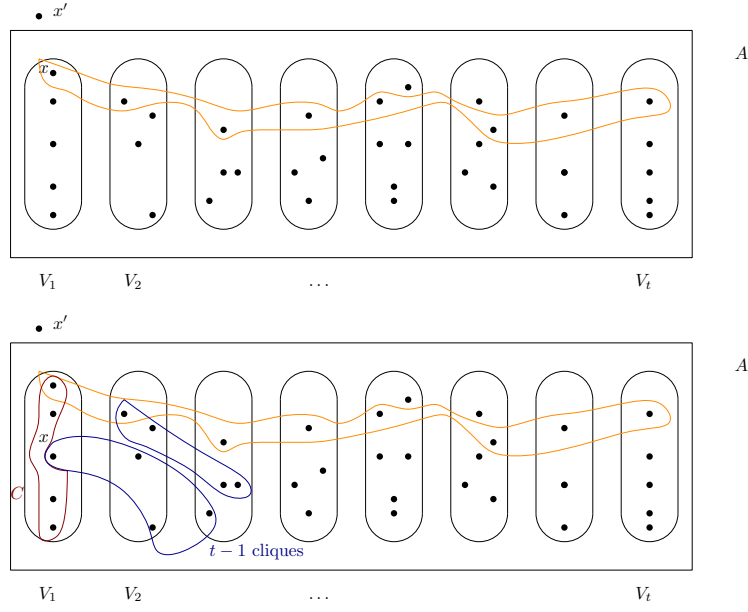 x′
A
x
V₁ V₂ … Vₜ
x′
A
x
C
t − 1 cliques
V₁ V₂ … Vₜ